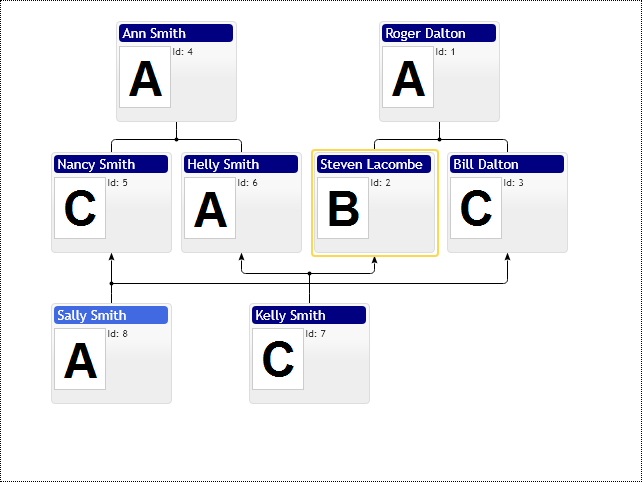 Ann Smith
Id: 4
A
Roger Dalton
Id: 1
A
Nancy Smith
Id: 5
C
Helly Smith
Id: 6
A
Steven Lacombe
Id: 2
B
Bill Dalton
Id: 3
C
Sally Smith
Id: 8
A
Kelly Smith
Id: 7
C